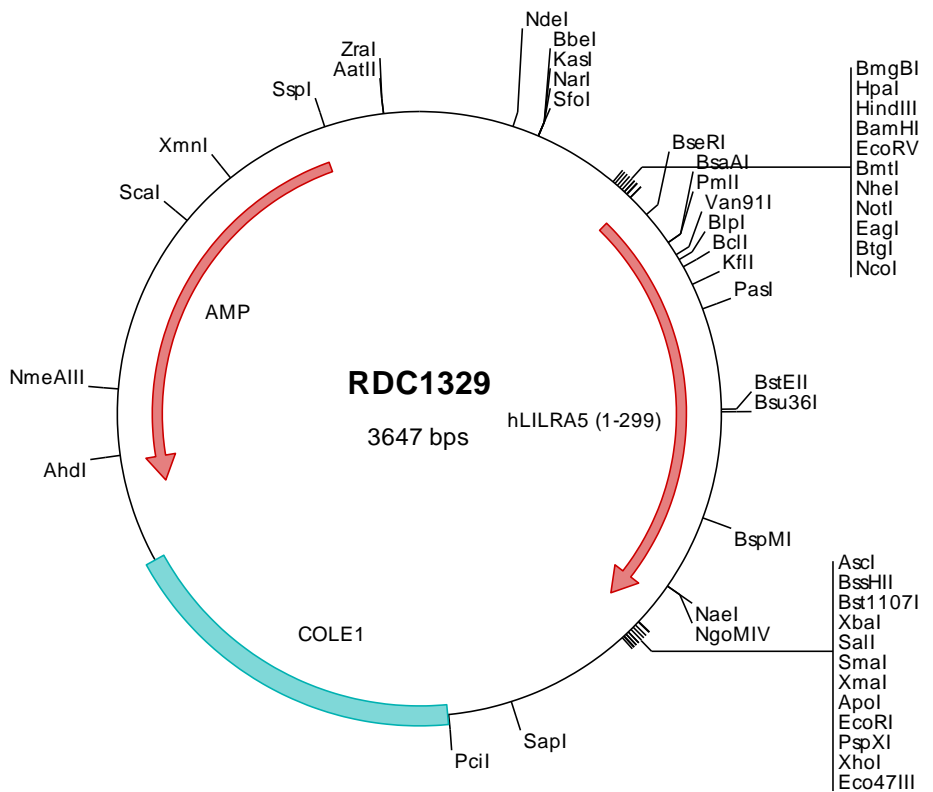 NdeI
BbeI
KasI
NarI
SfoI
ZraI
AatII
SspI
XmnI
ScaI
BmgBI
HpaI
HindIII
BamHI
EcoRV
BmtI
NheI
NotI
EagI
BtgI
NcoI
BseRI
BsaAI
PmlI
Van91I
BlpI
BclI
KflI
PasI
AMP
NmeAIII
AhdI
RDC1329
3647 bps
hLILRA5 (1-299)
BstEII
Bsu36I
BspMI
NaeI
NgoMIV
AscI
BssHII
Bst1107I
XbaI
SalI
SmaI
XmaI
ApoI
EcoRI
PspXI
XhoI
Eco47III
COLE1
SapI
PciI